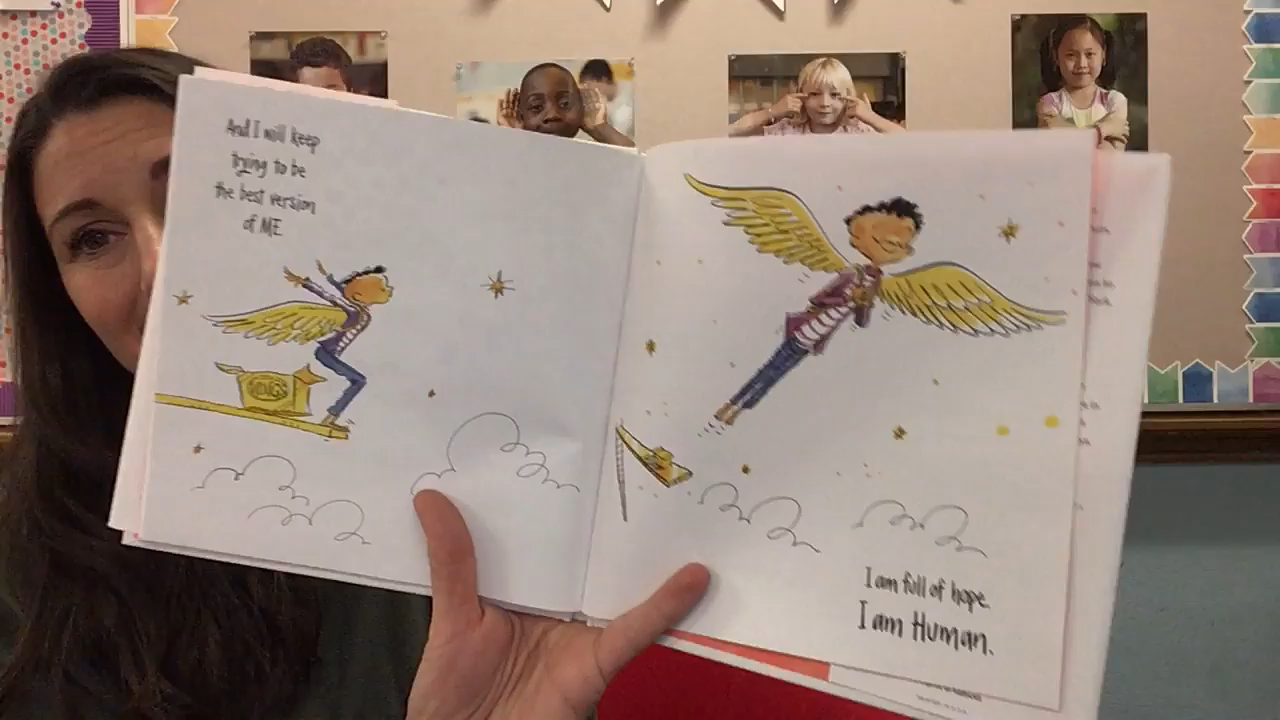 And I will keep
trying to be
the best version
of ME
WINGS
I am full of hope.
I am Human.